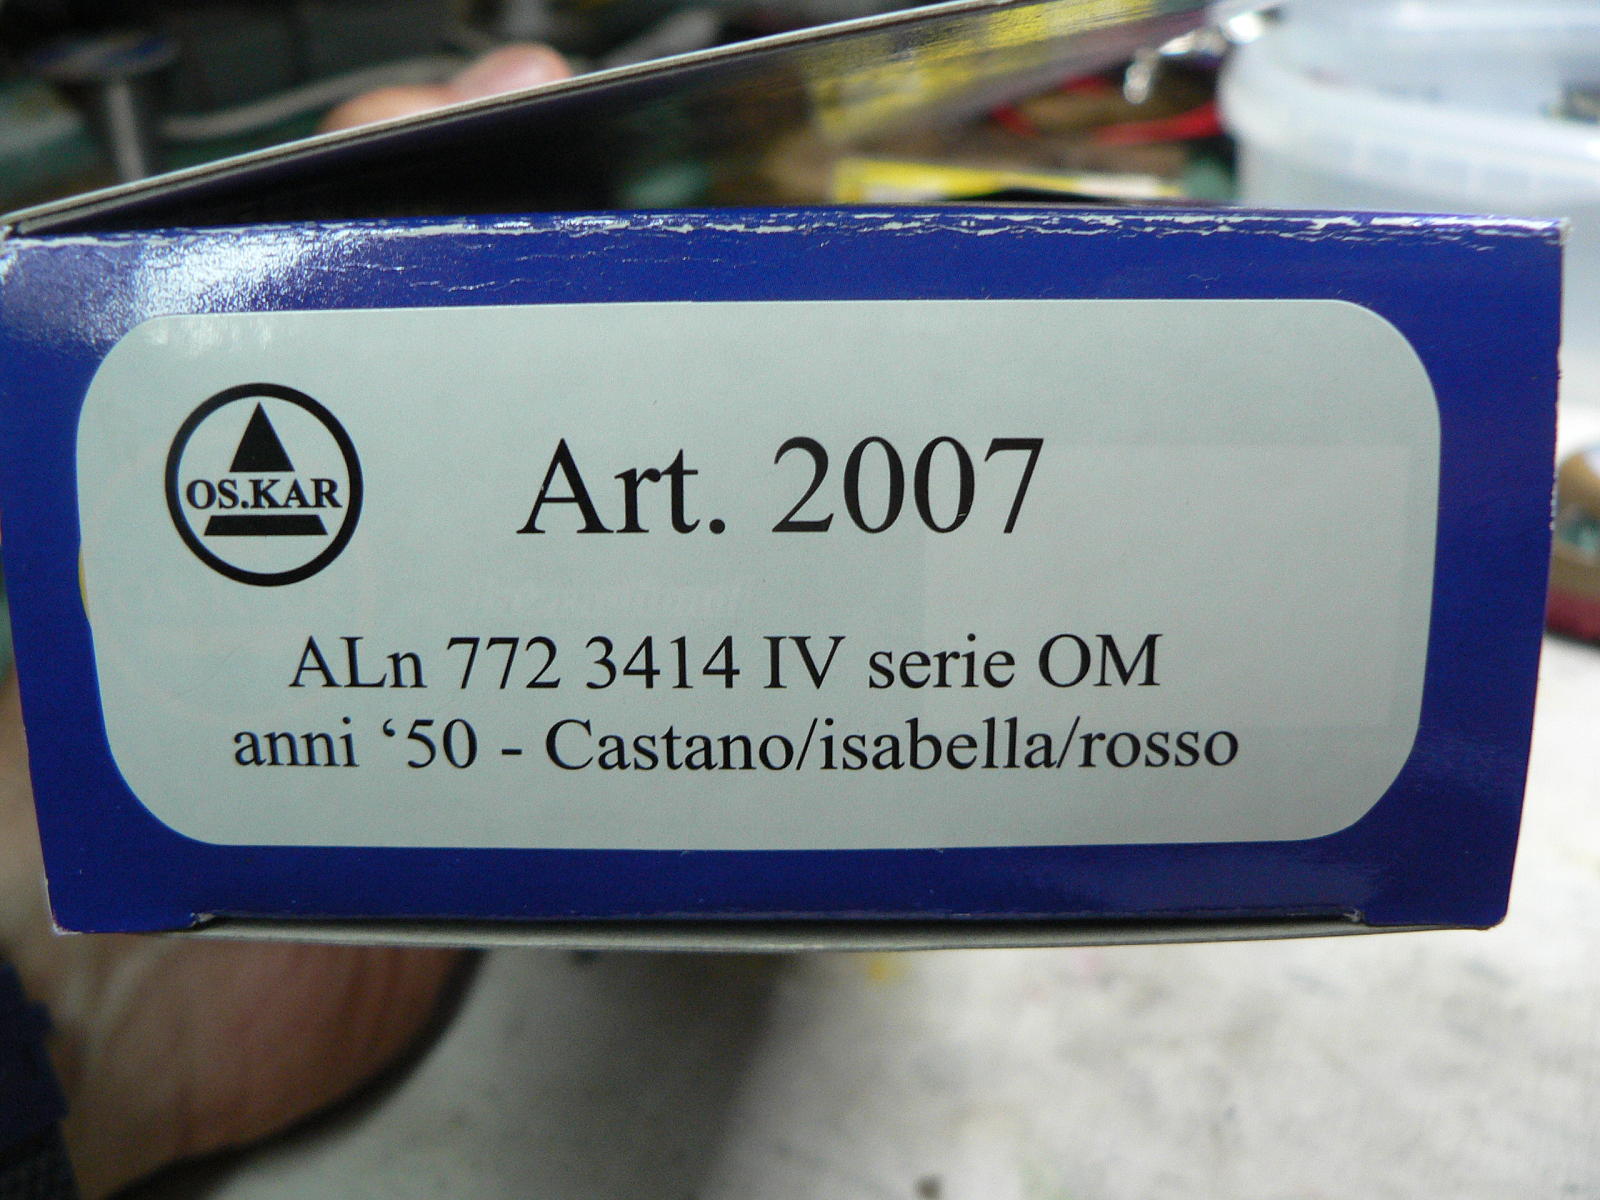 OS.KAR
Art. 2007
ALn 772 3414 IV serie OM
anni ‘50 - Castano/isabella/rosso